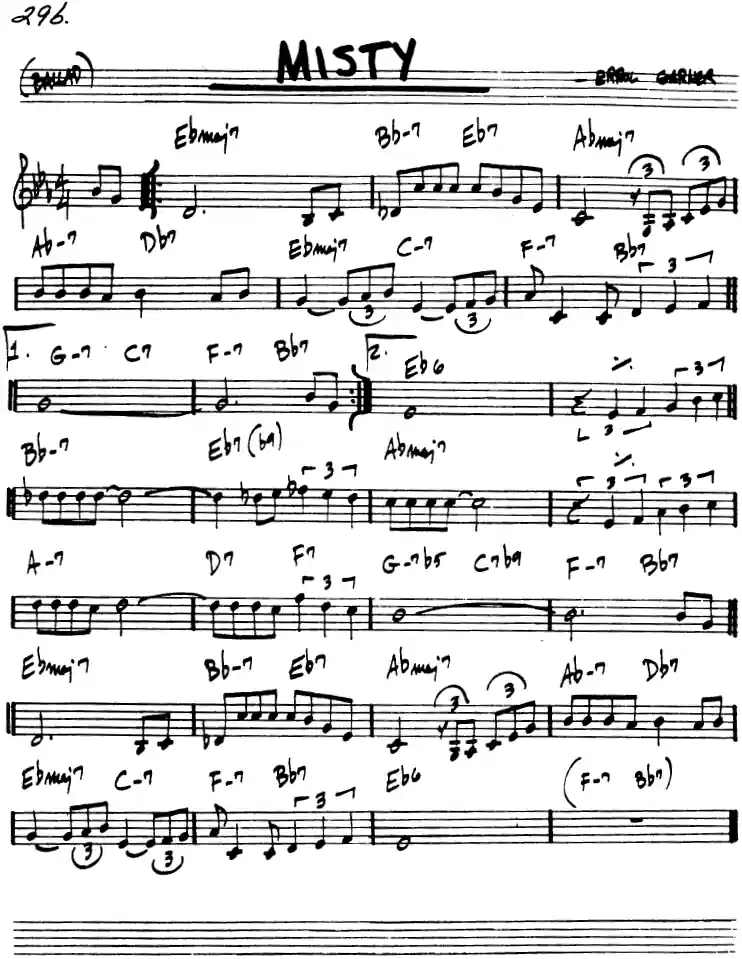 296.
MISTY
(BALLAD) - ERROL GARNER
Ebmaj7 Bb-7 Eb7 Abmaj7
3 3
Ab-7 Db7 Ebmaj7 C-7 F-7 Bb7
3 3 3
1. G-7 C7 F-7 Bb7 2. Eb6
3 3
Bb-7 Eb7(b9) Abmaj7
3 3 3
A-7 D7 F7 G-7b5 C7b9 F-7 Bb7
3
Ebmaj7 Bb-7 Eb7 Abmaj7 Ab-7 Db7
3 3
Ebmaj7 C-7 F-7 Bb7 Eb6 (F-7 Bb7)
3 3 3